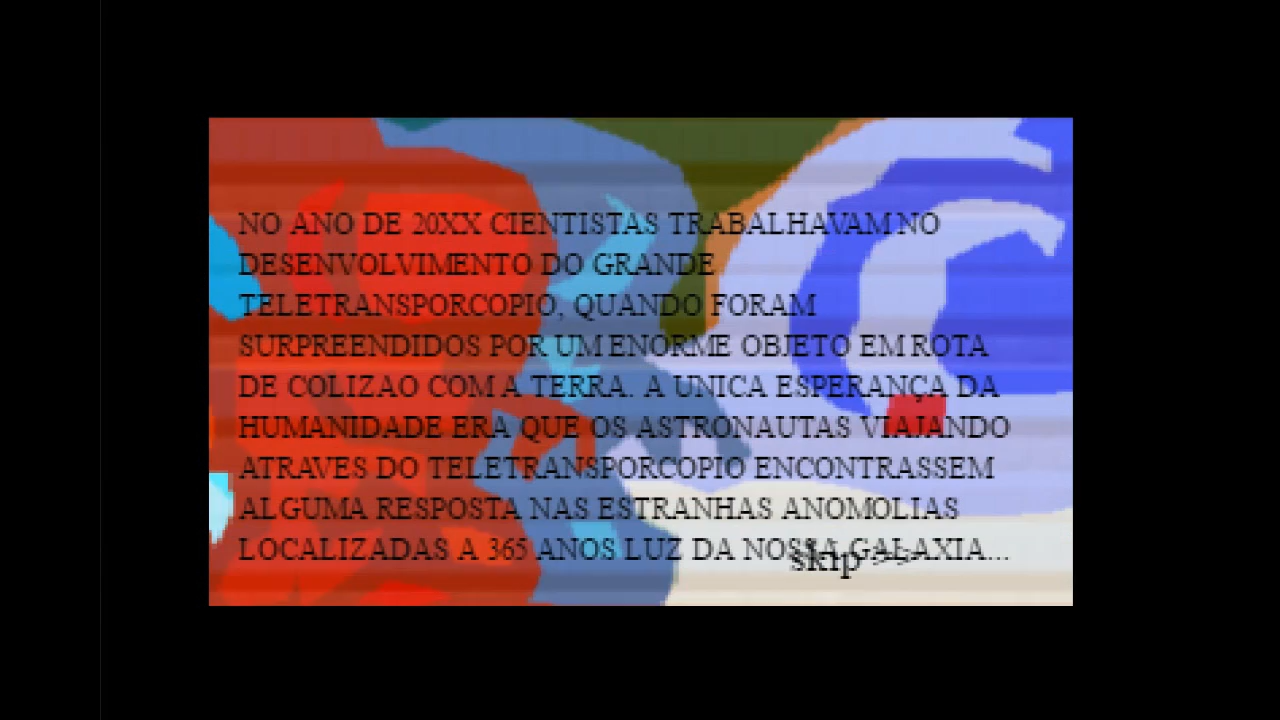 NO ANO DE 20XX CIENTISTAS TRABALHAVAM NO
DESENVOLVIMENTO DO GRANDE
TELETRANSPORCOPIO, QUANDO FORAM
SURPREENDIDOS POR UM ENORME OBJETO EM ROTA
DE COLIZAO COM A TERRA. A UNICA ESPERANÇA DA
HUMANIDADE ERA QUE OS ASTRONAUTAS VIAJANDO
ATRAVES DO TELETRANSPORCOPIO ENCONTRASSEM
ALGUMA RESPOSTA NAS ESTRANHAS ANOMOLIAS
LOCALIZADAS A 365 ANOS LUZ DA NOSSA GALAXIA...
skip >>